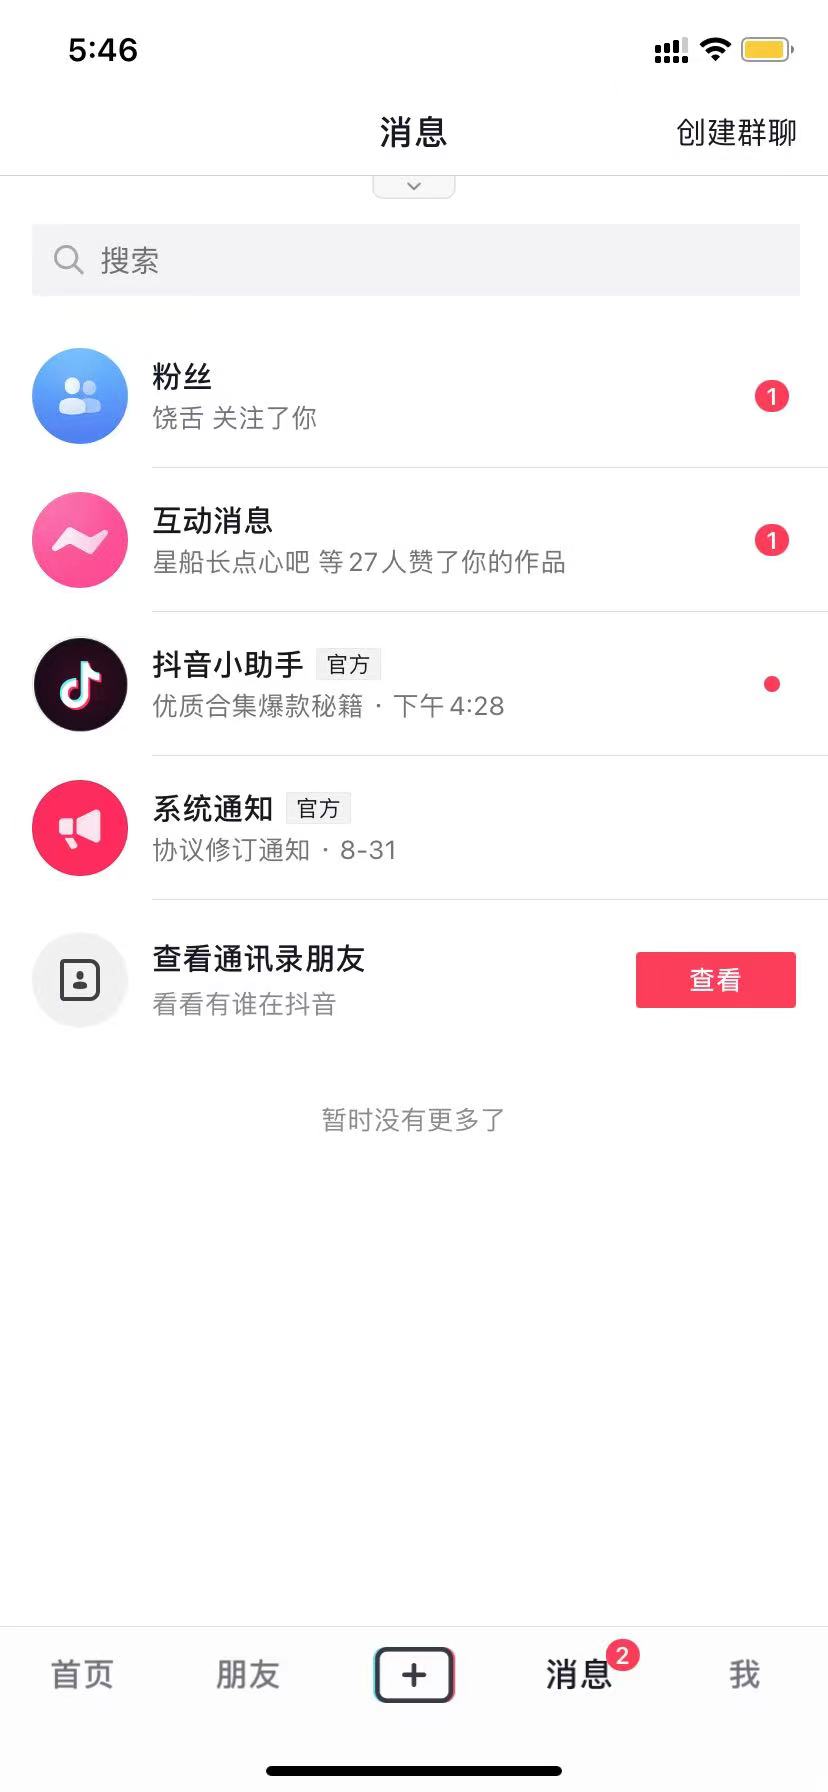 5:46
消息
创建群聊
搜索
粉丝
饶舌 关注了你
1
互动消息
星船长点心吧 等27人赞了你的作品
1
抖音小助手 官方
优质合集爆款秘籍 · 下午4:28
系统通知 官方
协议修订通知 · 8-31
查看通讯录朋友
看看有谁在抖音
查看
暂时没有更多了
首页
朋友
消息
2
我